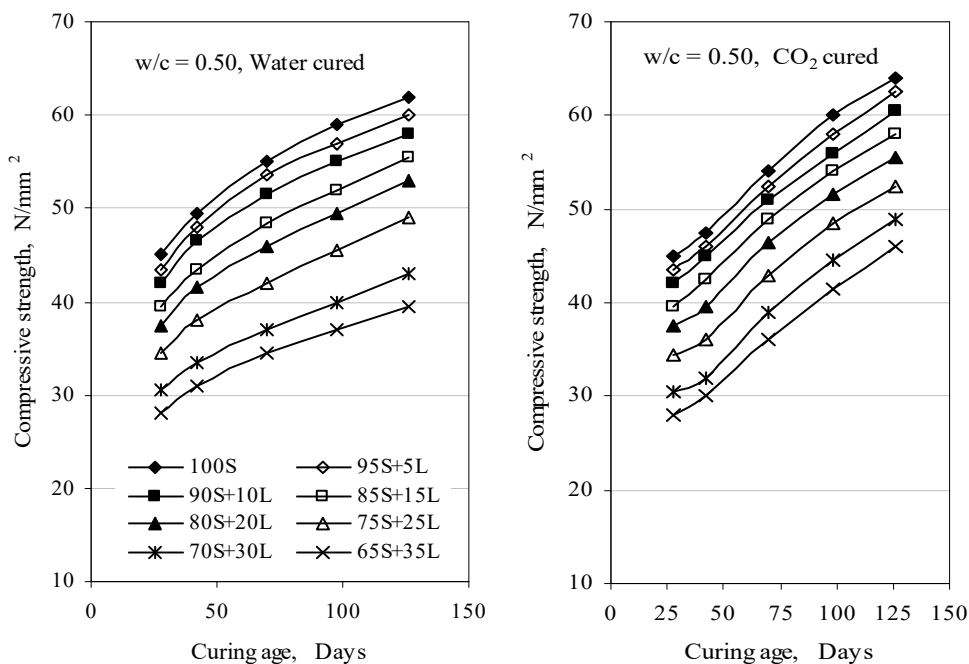 70
60
50
40
30
20
10
Compressive strength, N/mm²
w/c = 0.50, Water cured
100S
95S+5L
90S+10L
85S+15L
80S+20L
75S+25L
70S+30L
65S+35L
0
50
100
150
Curing age, Days
70
60
50
40
30
20
10
Compressive strength, N/mm²
w/c = 0.50, CO₂ cured
0
25
50
75
100
125
150
Curing age, Days